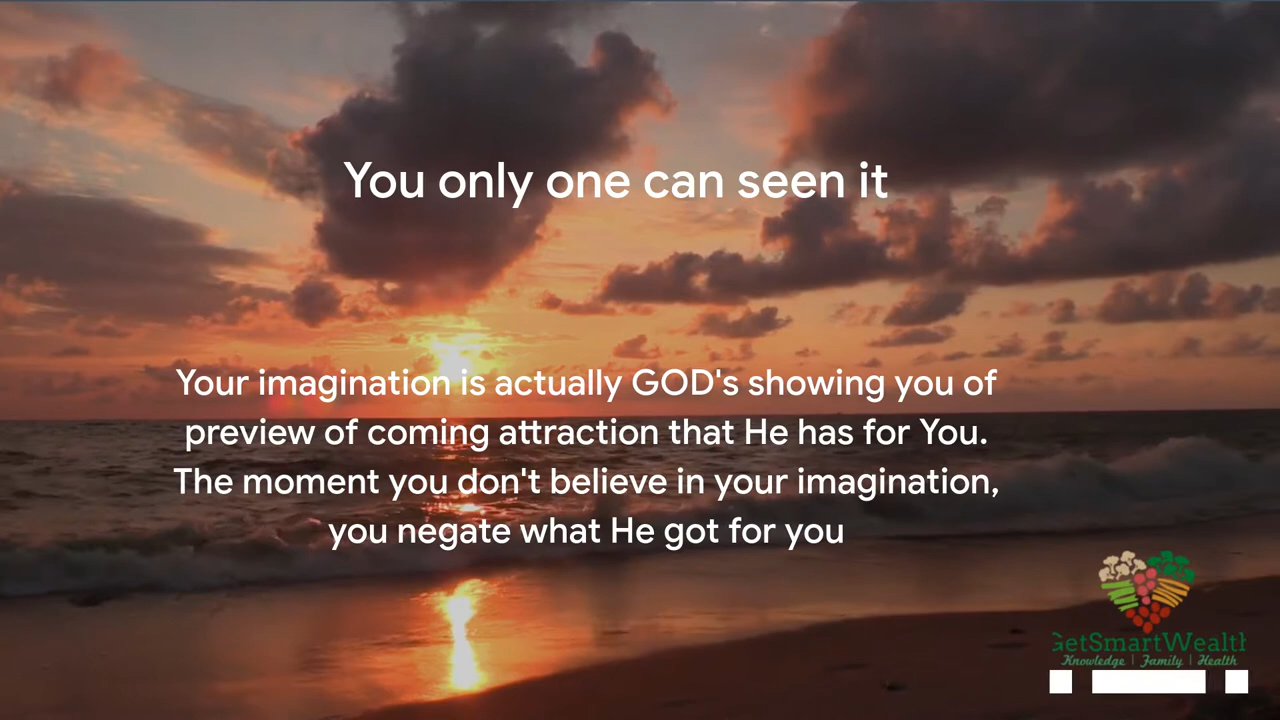 You only one can seen it
Your imagination is actually GOD's showing you of
preview of coming attraction that He has for You.
The moment you don't believe in your imagination,
you negate what He got for you
GetSmartWealth
Knowledge | Family | Health